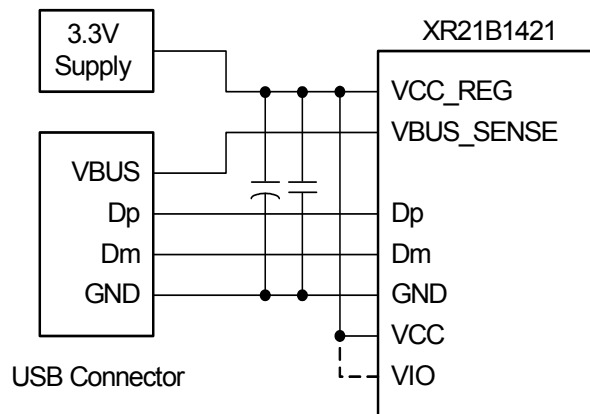 3.3V
Supply
XR21B1421
VCC_REG
VBUS_SENSE
VBUS
Dp
Dp
Dm
Dm
GND
GND
VCC
VIO
USB Connector